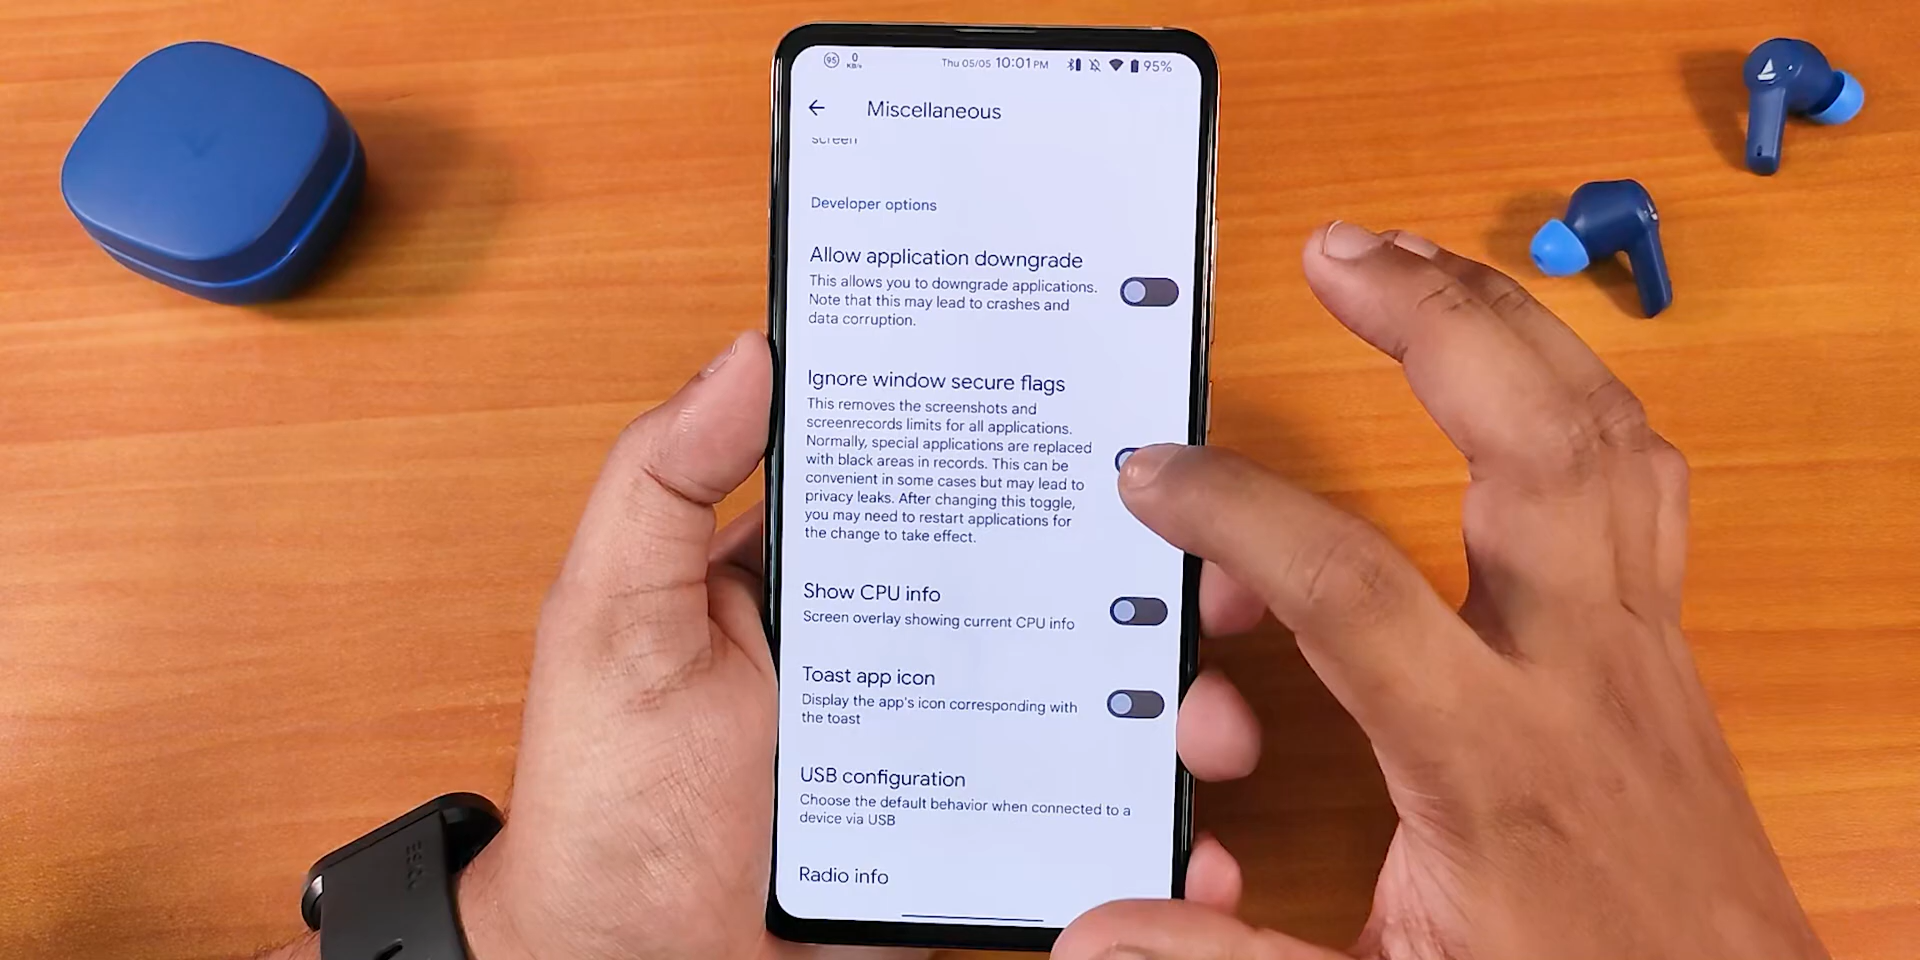 95 0 KB/s Thu 05/05 10:01 PM 95%
Miscellaneous
screen
Developer options
Allow application downgrade
This allows you to downgrade applications.
Note that this may lead to crashes and
data corruption.
Ignore window secure flags
This removes the screenshots and
screenrecords limits for all applications.
Normally, special applications are replaced
with black areas in records. This can be
convenient in some cases but may lead to
privacy leaks. After changing this toggle,
you may need to restart applications for
the change to take effect.
Show CPU info
Screen overlay showing current CPU info
Toast app icon
Display the app's icon corresponding with
the toast
USB configuration
Choose the default behavior when connected to a
device via USB
Radio info